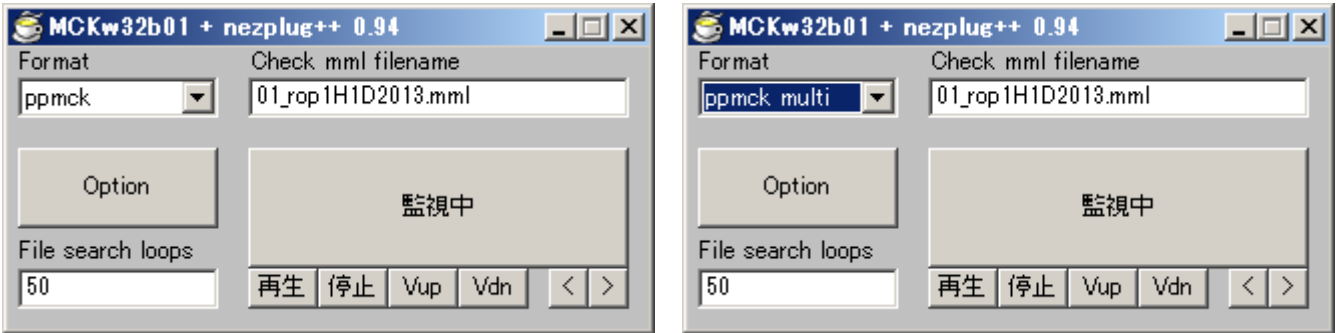 MCKw32b01 + nezplug++ 0.94
Format
Check mml filename
ppmck
01_rop1H1D2013.mml
Option
監視中
File search loops
50
再生 停止 Vup Vdn < >
MCKw32b01 + nezplug++ 0.94
Format
Check mml filename
ppmck multi
01_rop1H1D2013.mml
Option
監視中
File search loops
50
再生 停止 Vup Vdn < >